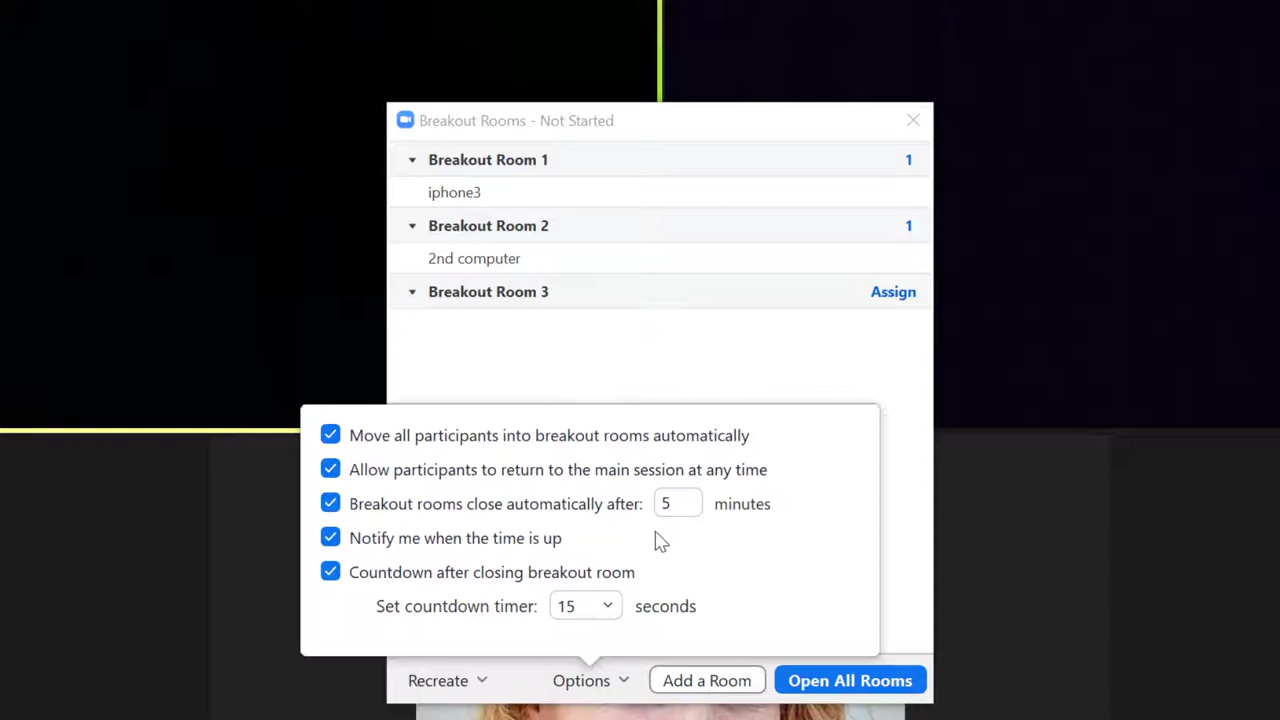 Breakout Rooms - Not Started
Breakout Room 1 1
iphone3
Breakout Room 2 1
2nd computer
Breakout Room 3 Assign
Move all participants into breakout rooms automatically
Allow participants to return to the main session at any time
Breakout rooms close automatically after: 5 minutes
Notify me when the time is up
Countdown after closing breakout room
Set countdown timer: 15 seconds
Recreate Options Add a Room Open All Rooms